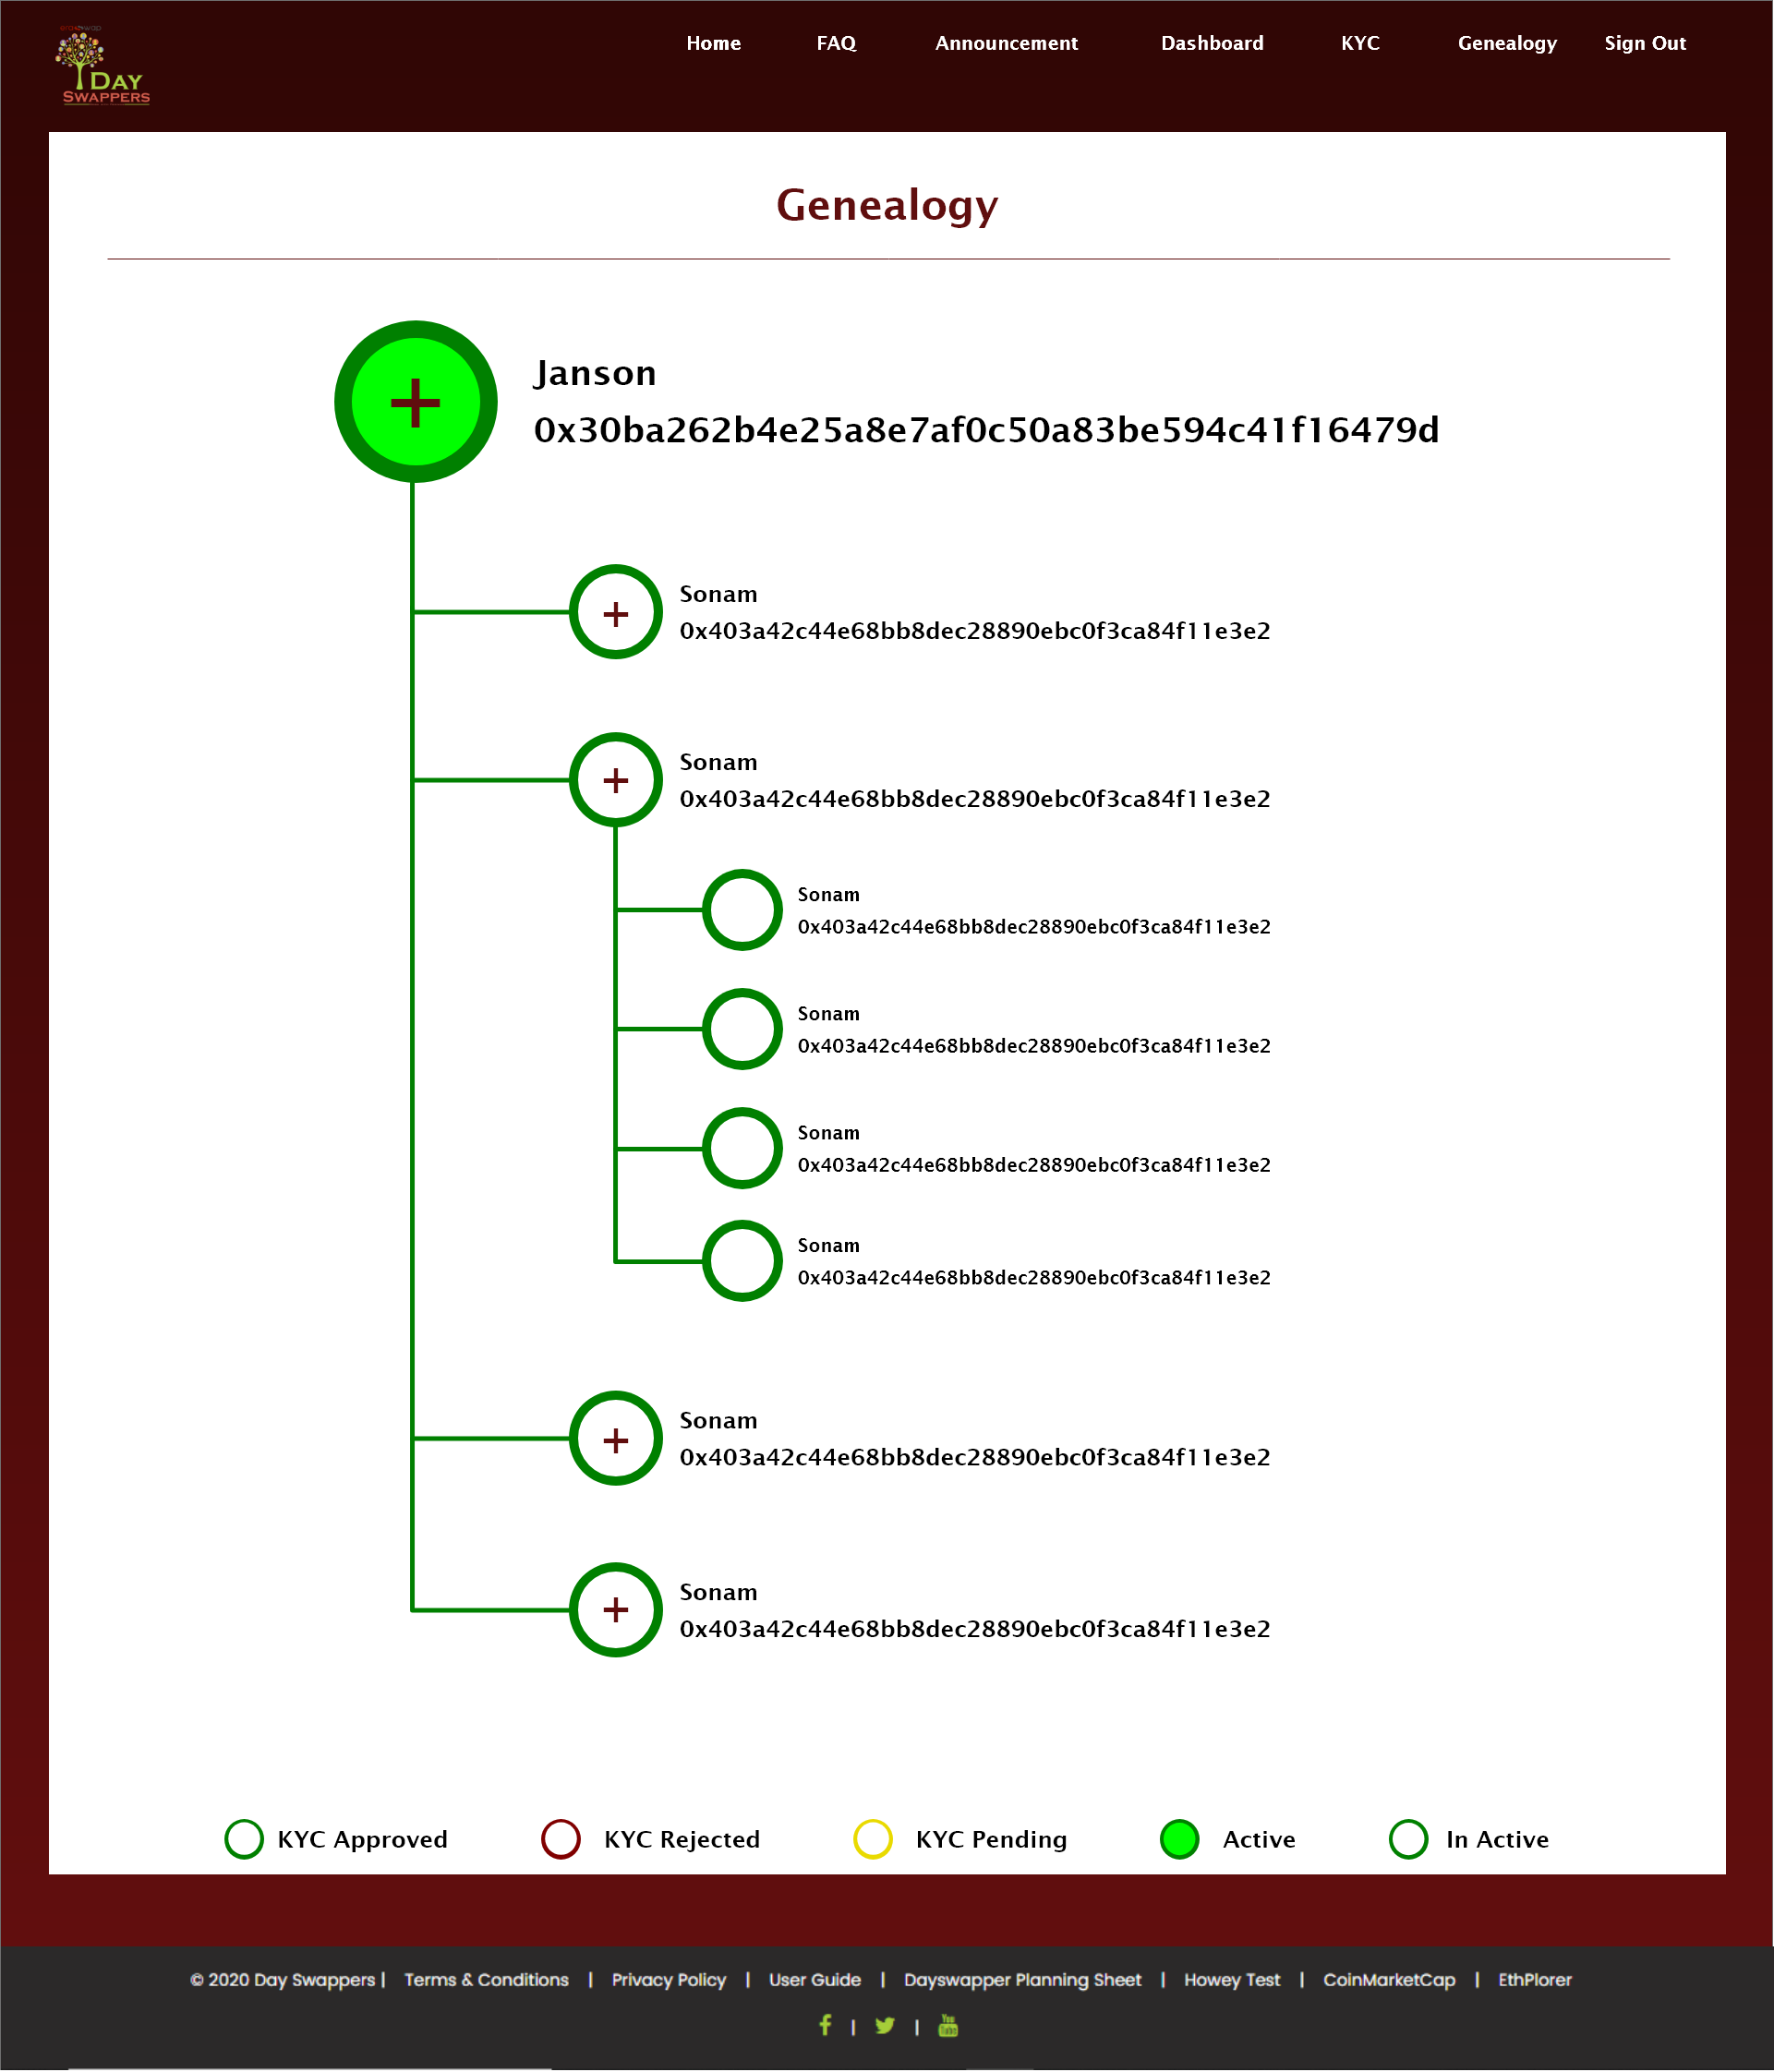 DAY
SWAPPERS
Home FAQ Announcement Dashboard KYC Genealogy Sign Out
Genealogy
+
Janson
0x30ba262b4e25a8e7af0c50a83be594c41f16479d
+
Sonam
0x403a42c44e68bb8dec28890ebc0f3ca84f11e3e2
+
Sonam
0x403a42c44e68bb8dec28890ebc0f3ca84f11e3e2
Sonam
0x403a42c44e68bb8dec28890ebc0f3ca84f11e3e2
Sonam
0x403a42c44e68bb8dec28890ebc0f3ca84f11e3e2
Sonam
0x403a42c44e68bb8dec28890ebc0f3ca84f11e3e2
Sonam
0x403a42c44e68bb8dec28890ebc0f3ca84f11e3e2
+
Sonam
0x403a42c44e68bb8dec28890ebc0f3ca84f11e3e2
+
Sonam
0x403a42c44e68bb8dec28890ebc0f3ca84f11e3e2
KYC Approved KYC Rejected KYC Pending Active In Active
© 2020 Day Swappers | Terms & Conditions | Privacy Policy | User Guide | Dayswapper Planning Sheet | Howey Test | CoinMarketCap | EthPlorer
f | | You Tube